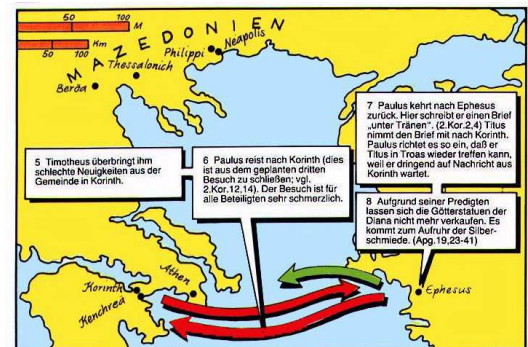 50 100
M
Km
50 100
MAZEDONIEN
Neapolis
Philippi
Thessalonich
Beröa
5 Timotheus überbringt ihm
schlechte Neuigkeiten aus der
Gemeinde in Korinth.
6 Paulus reist nach Korinth (dies
ist aus dem geplanten dritten
Besuch zu schließen; vgl.
2.Kor.12,14). Der Besuch ist für
alle Beteiligten sehr schmerzlich.
7 Paulus kehrt nach Ephesus
zurück. Hier schreibt er einen Brief
„unter Tränen“. (2.Kor.2,4) Titus
nimmt den Brief mit nach Korinth.
Paulus richtet es so ein, daß er
Titus in Troas wieder treffen kann,
weil er dringend auf Nachricht aus
Korinth wartet.
8 Aufgrund seiner Predigten
lassen sich die Götterstatuen der
Diana nicht mehr verkaufen. Es
kommt zum Aufruhr der Silber-
schmiede. (Apg.19,23-41)
Athen
Korinth
Kenchreä
Ephesus